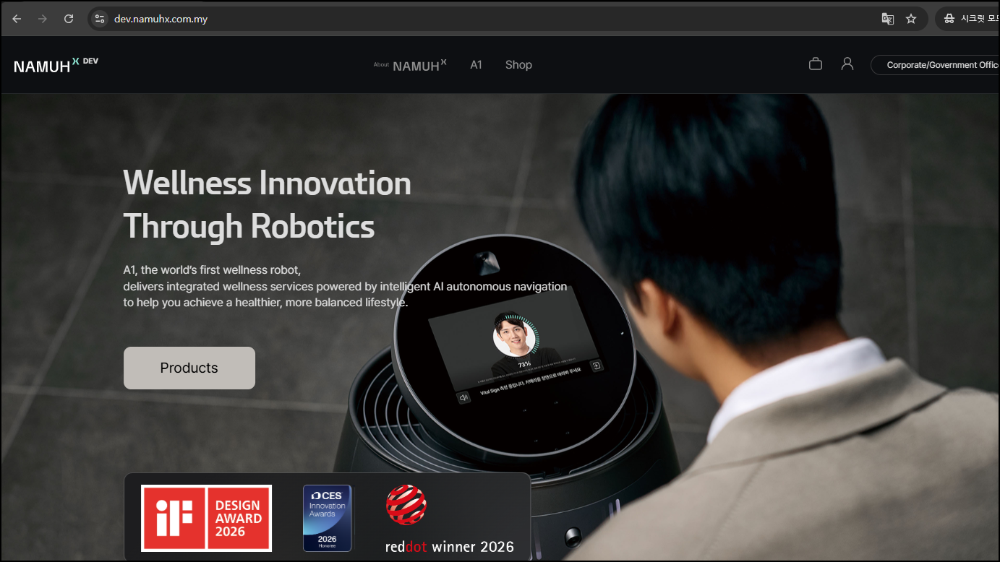 dev.namuhx.com.my
시크릿 모드
NAMUH X DEV
About NAMUH X
A1
Shop
Corporate/Government Offic
Wellness Innovation
Through Robotics
A1, the world's first wellness robot,
delivers integrated wellness services powered by intelligent AI autonomous navigation
to help you achieve a healthier, more balanced lifestyle.
73%
Vital Sign 측정 중입니다. 카메라를 정면으로 바라봐 주세요
Products
iF
DESIGN
AWARD
2026
CES
Innovation
Awards
2026
Honoree
reddot winner 2026